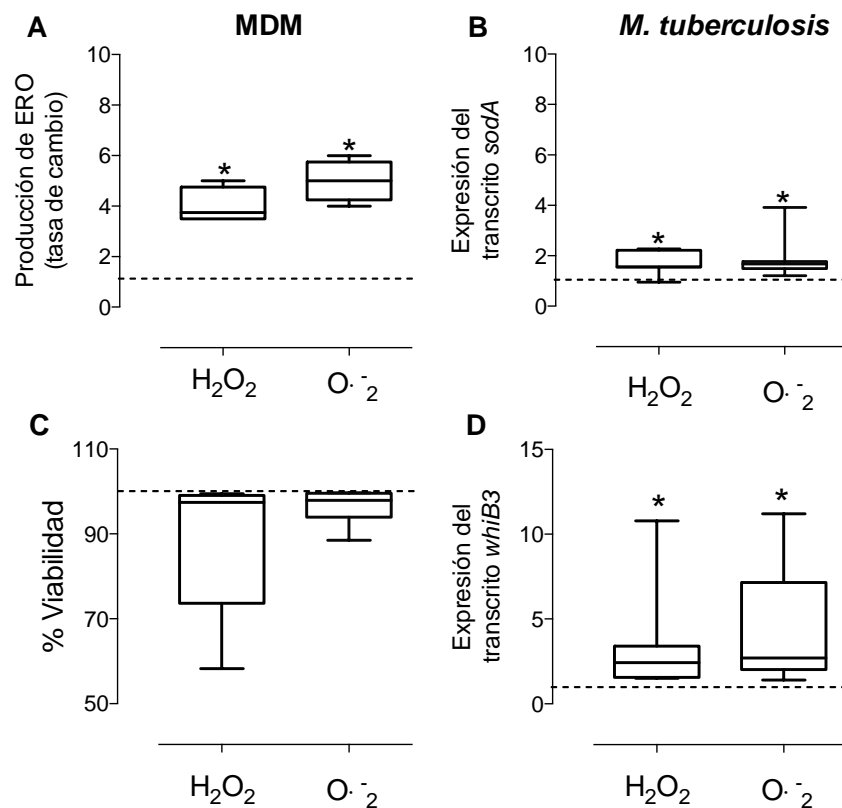 A
MDM
B
M. tuberculosis
Producción de ERO
(tasa de cambio)
10
8
6
4
2
0
*
*
H₂O₂
O· ⁻₂
Expresión del
transcrito sodA
10
8
6
4
2
0
*
*
H₂O₂
O· ⁻₂
C
% Viabilidad
110
90
70
50
H₂O₂
O· ⁻₂
D
Expresión del
transcrito whiB3
15
10
5
0
*
*
H₂O₂
O· ⁻₂